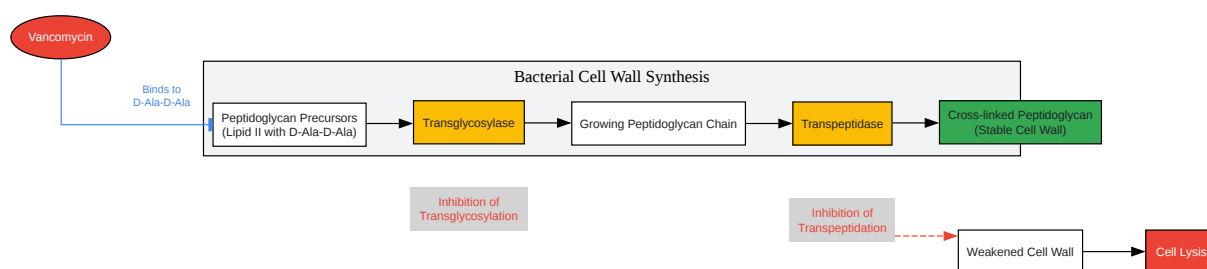 Vancomycin
Binds to
D-Ala-D-Ala
Bacterial Cell Wall Synthesis
Peptidoglycan Precursors
(Lipid II with D-Ala-D-Ala)
Transglycosylase
Growing Peptidoglycan Chain
Transpeptidase
Cross-linked Peptidoglycan
(Stable Cell Wall)
Inhibition of
Transglycosylation
Inhibition of
Transpeptidation
Weakened Cell Wall
Cell Lysis